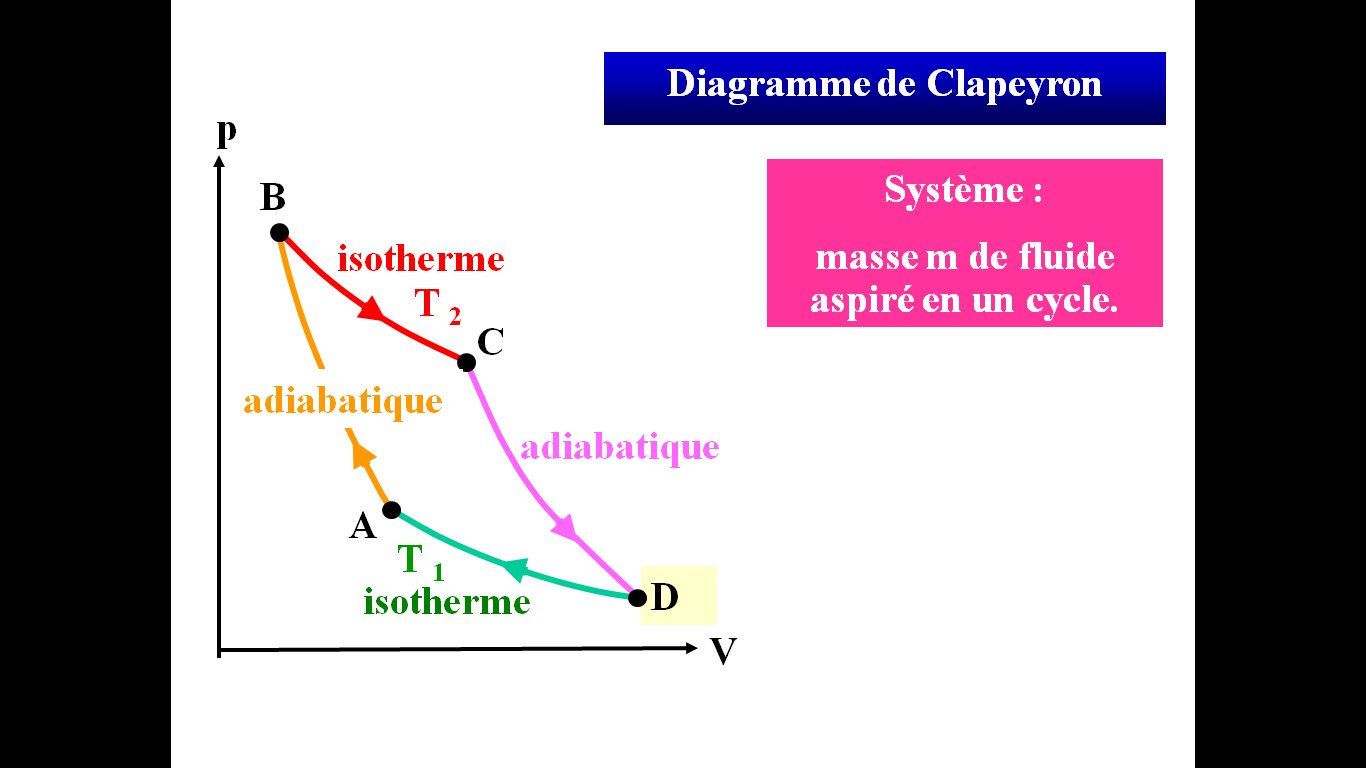 Diagramme de Clapeyron
p
Système :
B
isotherme
masse m de fluide
T 2
aspiré en un cycle.
C
adiabatique
adiabatique
A
T 1
isotherme
D
V